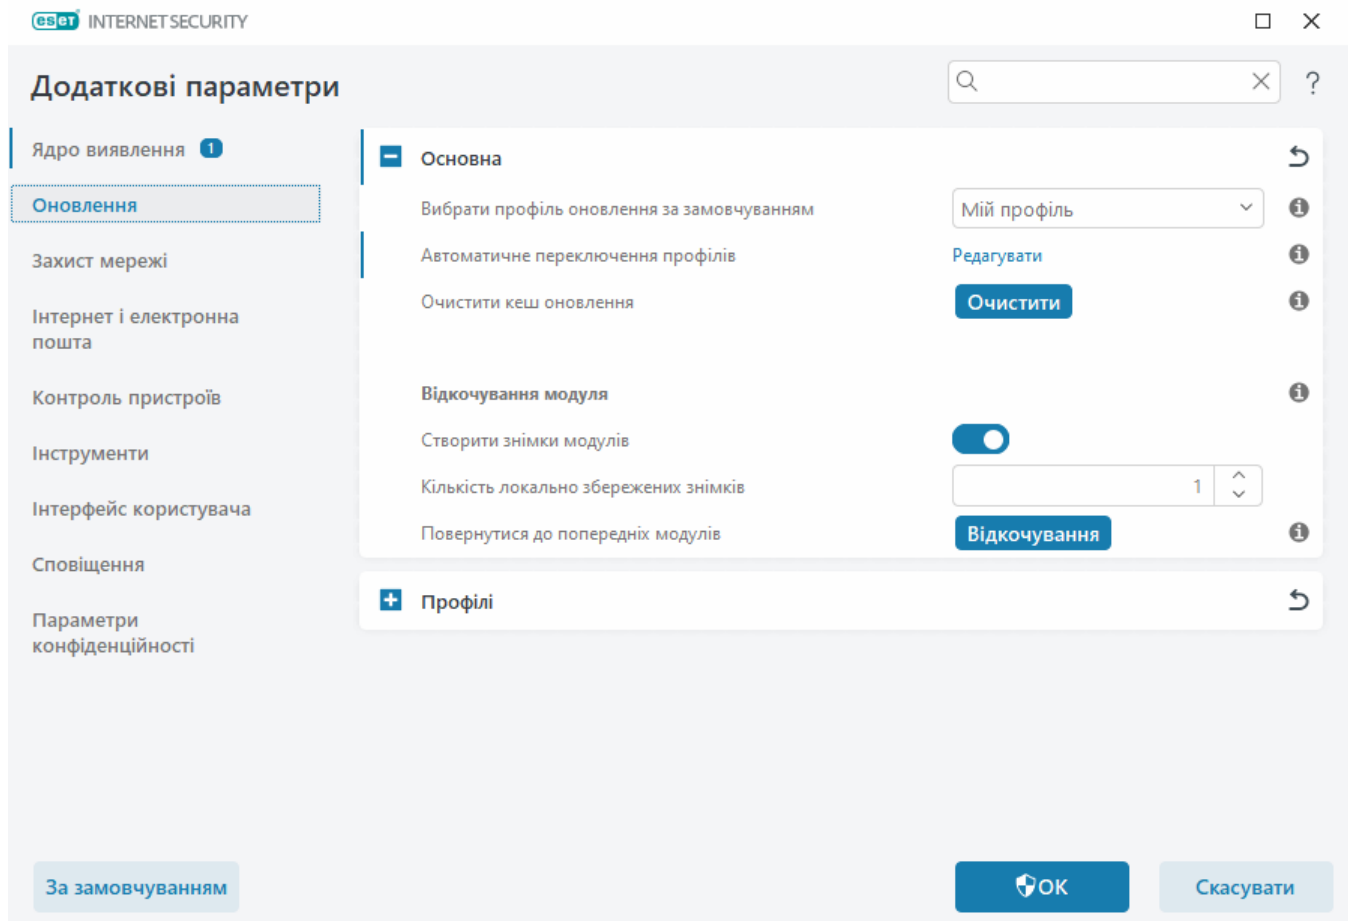 eset INTERNET SECURITY
Додаткові параметри
?
Ядро виявлення 1
Оновлення
Захист мережі
Інтернет і електронна
пошта
Контроль пристроїв
Інструменти
Інтерфейс користувача
Сповіщення
Параметри
конфіденційності
Основна
Вибрати профіль оновлення за замовчуванням Мій профіль
Автоматичне переключення профілів Редагувати
Очистити кеш оновлення Очистити
Відкочування модуля
Створити знімки модулів
Кількість локально збережених знімків 1
Повернутися до попередніх модулів Відкочування
Профілі
За замовчуванням
ОК
Скасувати